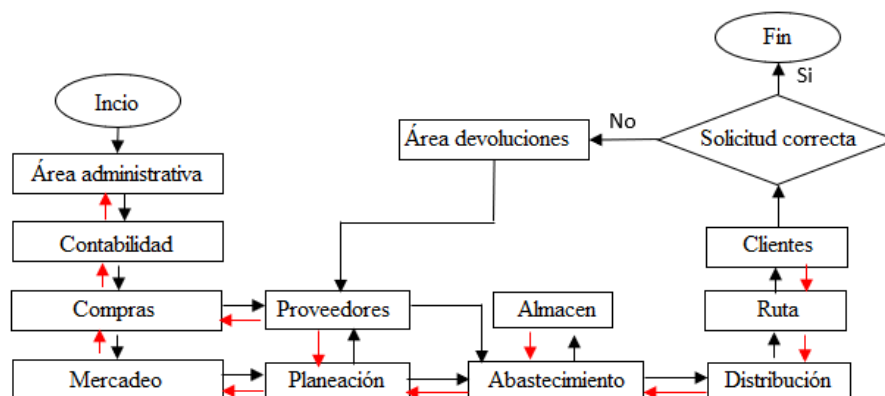 Fin
Si
Incio
No
Área devoluciones
Solicitud correcta
Área administrativa
Contabilidad
Clientes
Compras
Proveedores
Almacen
Ruta
Mercadeo
Planeación
Abastecimiento
Distribución